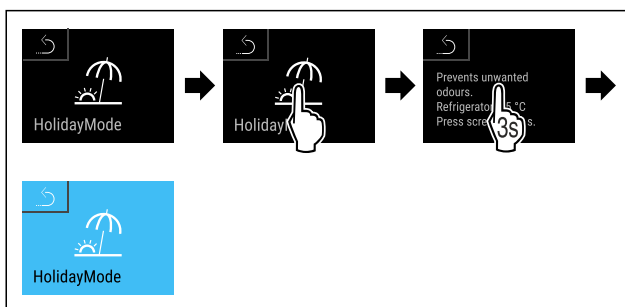 HolidayMode
Holiday
Prevents unwanted
odours.
Refrigerator °C
Press scre s.
3s
HolidayMode